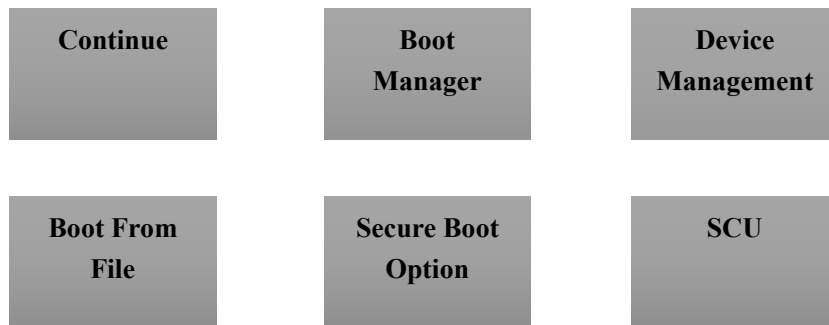 Continue
Boot
Manager
Device
Management
Boot From
File
Secure Boot
Option
SCU